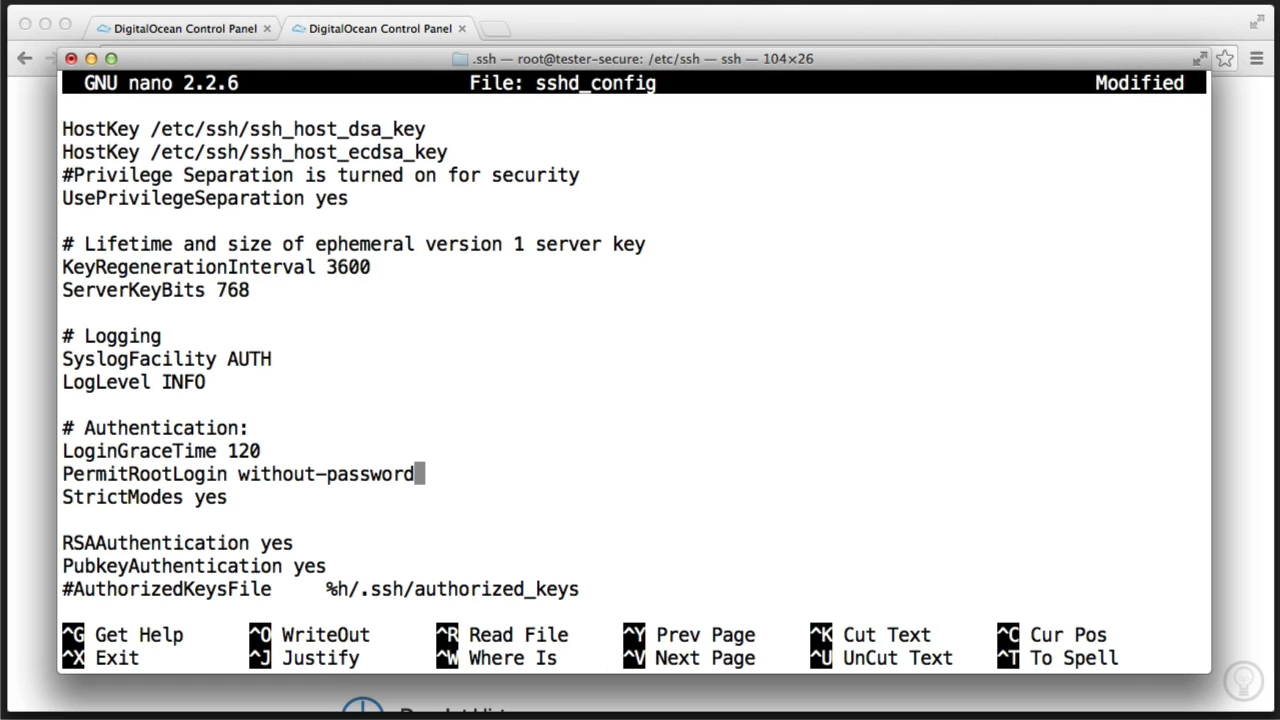 DigitalOcean Control Panel × DigitalOcean Control Panel ×
.ssh — root@tester-secure: /etc/ssh — ssh — 104×26
GNU nano 2.2.6 File: sshd_config Modified
HostKey /etc/ssh/ssh_host_dsa_key
HostKey /etc/ssh/ssh_host_ecdsa_key
#Privilege Separation is turned on for security
UsePrivilegeSeparation yes
# Lifetime and size of ephemeral version 1 server key
KeyRegenerationInterval 3600
ServerKeyBits 768
# Logging
SyslogFacility AUTH
LogLevel INFO
# Authentication:
LoginGraceTime 120
PermitRootLogin without-password
StrictModes yes
RSAAuthentication yes
PubkeyAuthentication yes
#AuthorizedKeysFile %h/.ssh/authorized_keys
^G Get Help ^O WriteOut ^R Read File ^Y Prev Page ^K Cut Text ^C Cur Pos
^X Exit ^J Justify ^W Where Is ^V Next Page ^U UnCut Text ^T To Spell